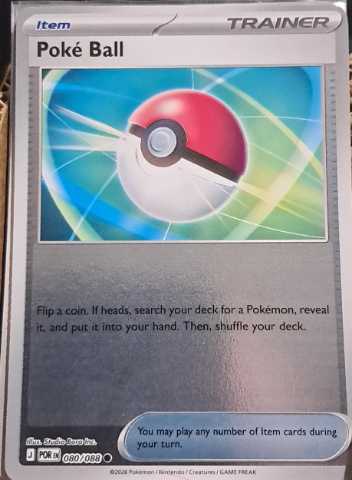 Item
TRAINER
Poké Ball
Flip a coin. If heads, search your deck for a Pokémon, reveal
it, and put it into your hand. Then, shuffle your deck.
Illus. Studio Bora Inc.
J POR EN 080/088
You may play any number of Item cards during
your turn.
©2026 Pokémon / Nintendo / Creatures / GAME FREAK